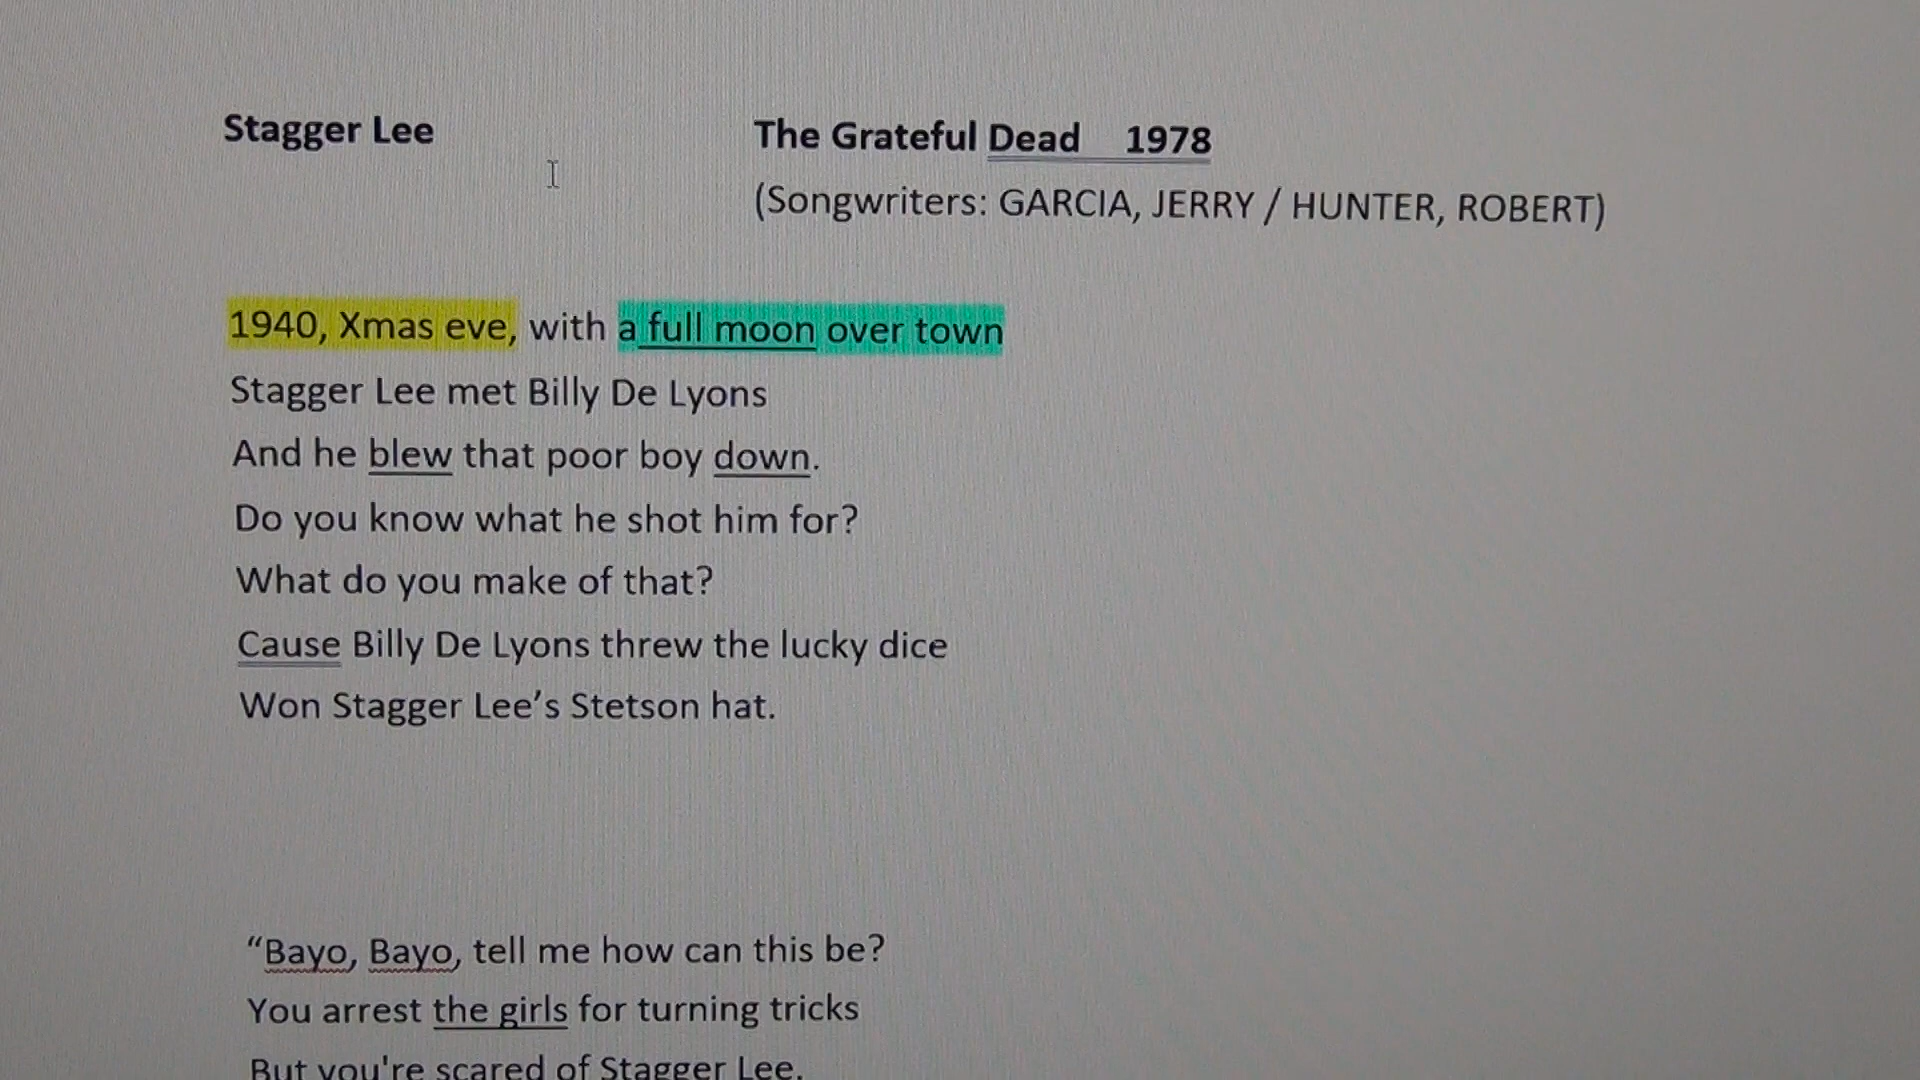 Stagger Lee The Grateful Dead 1978
(Songwriters: GARCIA, JERRY / HUNTER, ROBERT)
1940, Xmas eve, with a full moon over town
Stagger Lee met Billy De Lyons
And he blew that poor boy down.
Do you know what he shot him for?
What do you make of that?
Cause Billy De Lyons threw the lucky dice
Won Stagger Lee’s Stetson hat.
“Bayo, Bayo, tell me how can this be?
You arrest the girls for turning tricks
But you're scared of Stagger Lee.